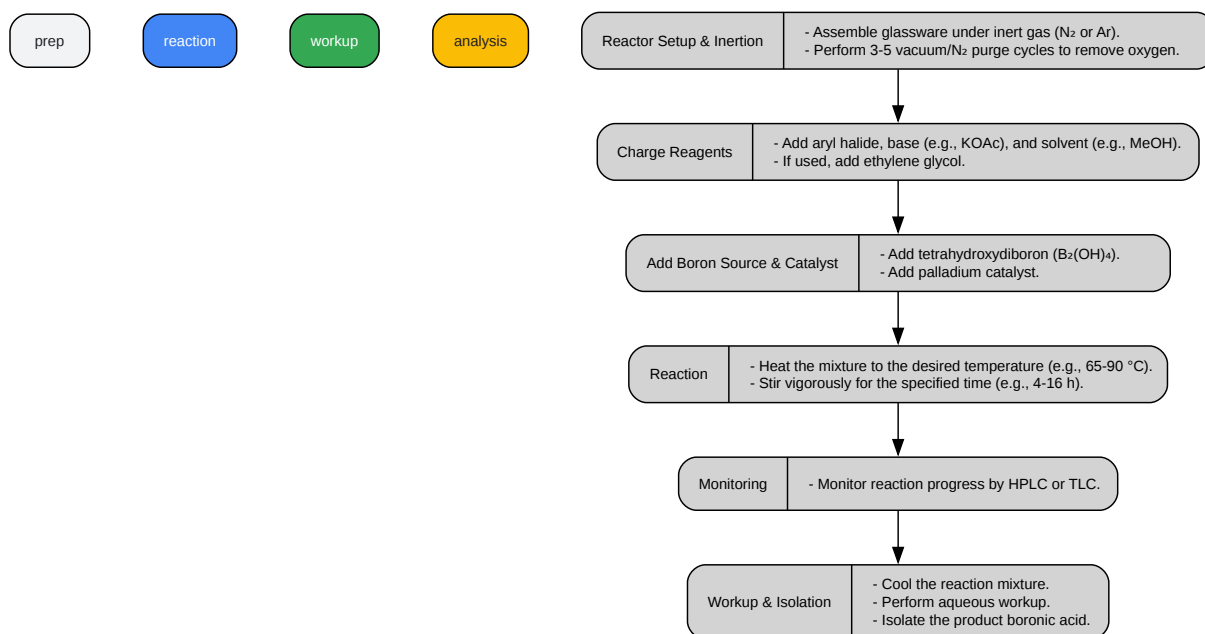 prep
reaction
workup
analysis
Reactor Setup & Inertion
- Assemble glassware under inert gas (N₂ or Ar).
- Perform 3-5 vacuum/N₂ purge cycles to remove oxygen.
Charge Reagents
- Add aryl halide, base (e.g., KOAc), and solvent (e.g., MeOH).
- If used, add ethylene glycol.
Add Boron Source & Catalyst
- Add tetrahydroxydiboron (B₂(OH)₄).
- Add palladium catalyst.
Reaction
- Heat the mixture to the desired temperature (e.g., 65-90 °C).
- Stir vigorously for the specified time (e.g., 4-16 h).
Monitoring
- Monitor reaction progress by HPLC or TLC.
Workup & Isolation
- Cool the reaction mixture.
- Perform aqueous workup.
- Isolate the product boronic acid.